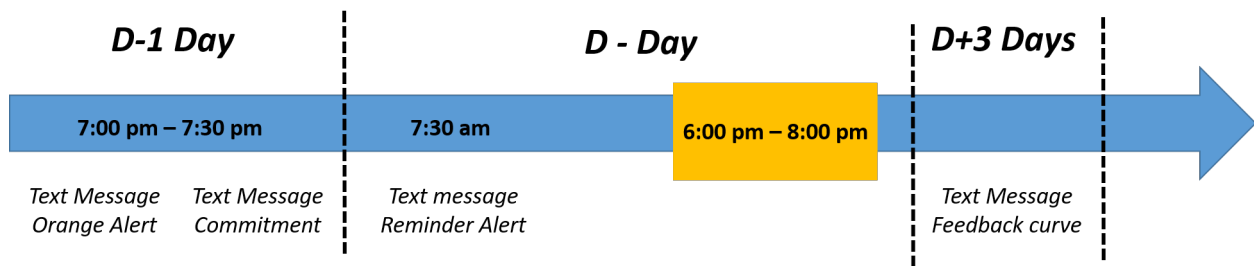 D-1 Day
D - Day
D+3 Days
7:00 pm – 7:30 pm
7:30 am
6:00 pm – 8:00 pm
Text Message
Orange Alert
Text Message
Commitment
Text message
Reminder Alert
Text Message
Feedback curve